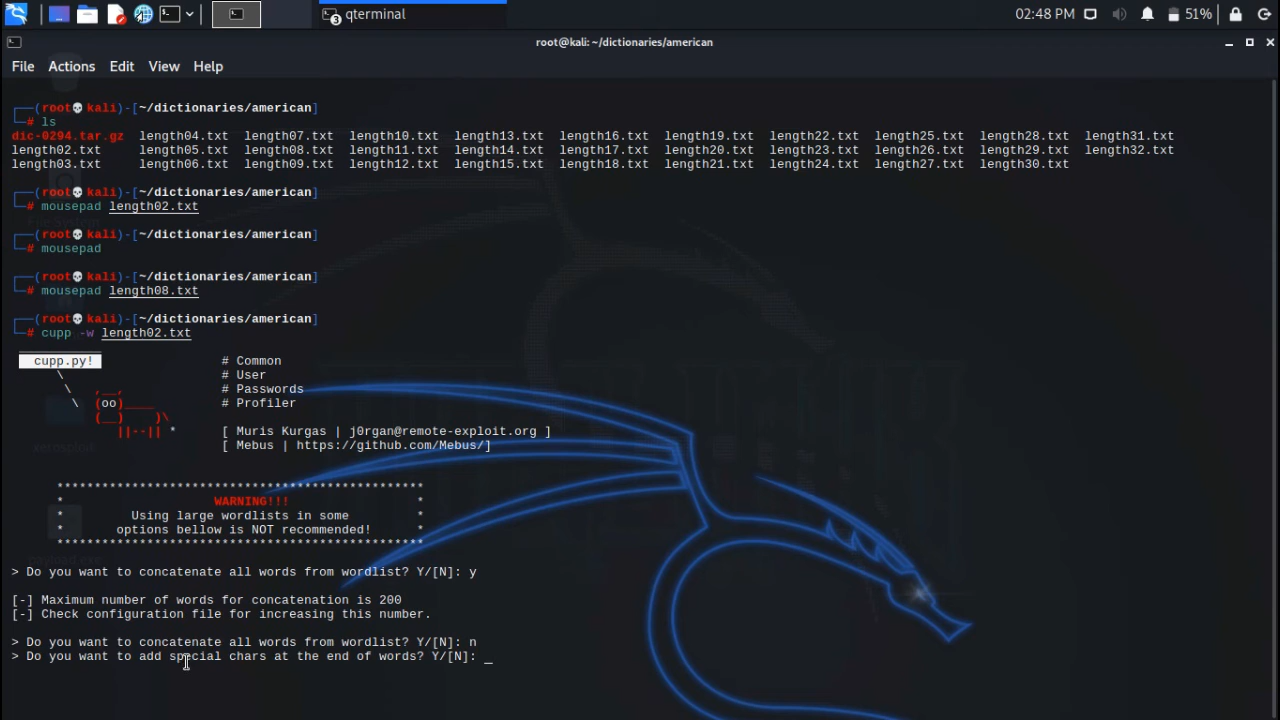 qterminal
3
02:48 PM
51%
root@kali: ~/dictionaries/american
File Actions Edit View Help
┌──(root💀kali)-[~/dictionaries/american]
└─# ls
dic-0294.tar.gz length04.txt length07.txt length10.txt length13.txt length16.txt length19.txt length22.txt length25.txt length28.txt length31.txt
length02.txt length05.txt length08.txt length11.txt length14.txt length17.txt length20.txt length23.txt length26.txt length29.txt length32.txt
length03.txt length06.txt length09.txt length12.txt length15.txt length18.txt length21.txt length24.txt length27.txt length30.txt
┌──(root💀kali)-[~/dictionaries/american]
└─# mousepad length02.txt
┌──(root💀kali)-[~/dictionaries/american]
└─# mousepad
┌──(root💀kali)-[~/dictionaries/american]
└─# mousepad length08.txt
┌──(root💀kali)-[~/dictionaries/american]
└─# cupp -w length02.txt
cupp.py! # Common
\ # User
\ ,__, # Passwords
\ (oo)____ # Profiler
(__) )\
||--|| * [ Muris Kurgas | j0rgan@remote-exploit.org ]
[ Mebus | https://github.com/Mebus/]
**************************************************
* WARNING!!! *
* Using large wordlists in some *
* options bellow is NOT recommended! *
**************************************************
> Do you want to concatenate all words from wordlist? Y/[N]: y
[-] Maximum number of words for concatenation is 200
[-] Check configuration file for increasing this number.
> Do you want to concatenate all words from wordlist? Y/[N]: n
> Do you want to add special chars at the end of words? Y/[N]: _